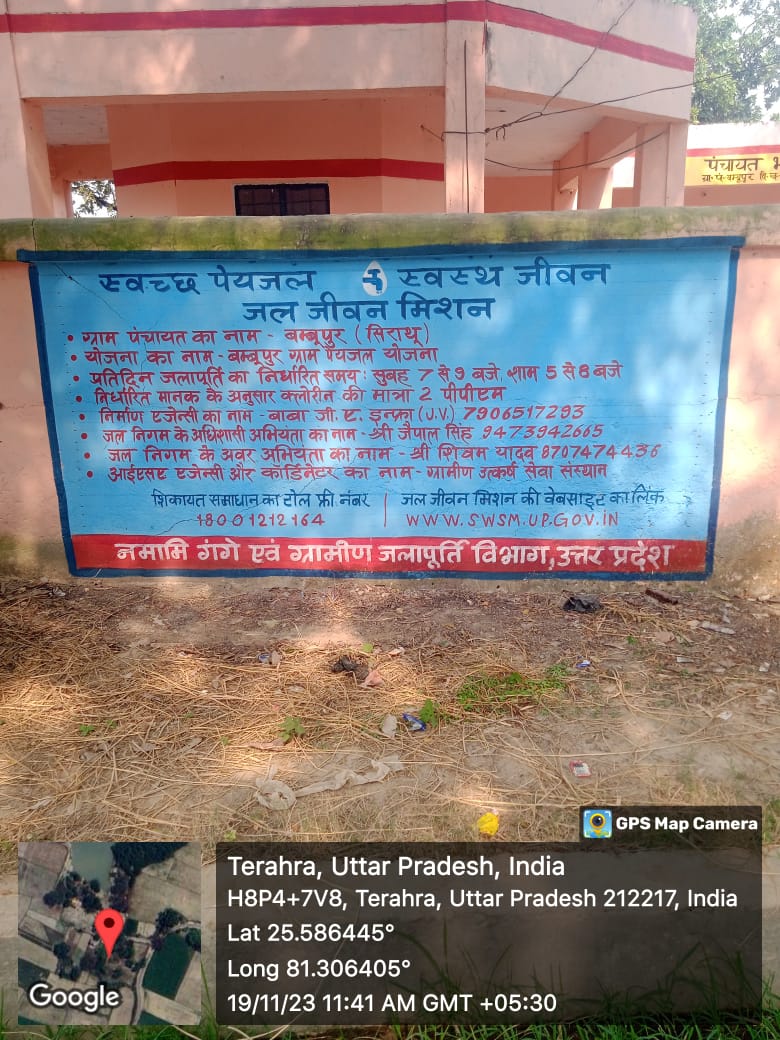 पंचायत भ
ग्रा.पं.बम्बूपुर वि.ख.
स्वच्छ पेयजल स्वस्थ जीवन
जल जीवन मिशन
• ग्राम पंचायत का नाम - बम्बूपुर (सिराथू)
• योजना का नाम - बम्बूपुर ग्राम पेयजल योजना
• प्रतिदिन जलापूर्ति का निर्धारित समय: सुबह 7 से 9 बजे, शाम 5 से 8 बजे
• निर्धारित मानक के अनुसार क्लोरीन की मात्रा 2 पीपीएम
• निर्माण एजेन्सी का नाम - बाबा जी. ए. इन्फ्रा (J.V.) 7906517293
• जल निगम के अधिशासी अभियंता का नाम - श्री जैपाल सिंह 9473942665
• जल निगम के अवर अभियंता का नाम - श्री शिवम यादव 8707474436
• आईएसए एजेन्सी और कॉर्डिनेटर का नाम - ग्रामीण उत्कर्ष सेवा संस्थान
शिकायत समाधान का टोल फ्री नंबर | जल जीवन मिशन की वेबसाइट का लिंक
18001212164 | WWW.SWSM.UP.GOV.IN
नमामि गंगे एवं ग्रामीण जलापूर्ति विभाग, उत्तर प्रदेश
GPS Map Camera
Terahra, Uttar Pradesh, India
H8P4+7V8, Terahra, Uttar Pradesh 212217, India
Lat 25.586445°
Long 81.306405°
19/11/23 11:41 AM GMT +05:30
Google